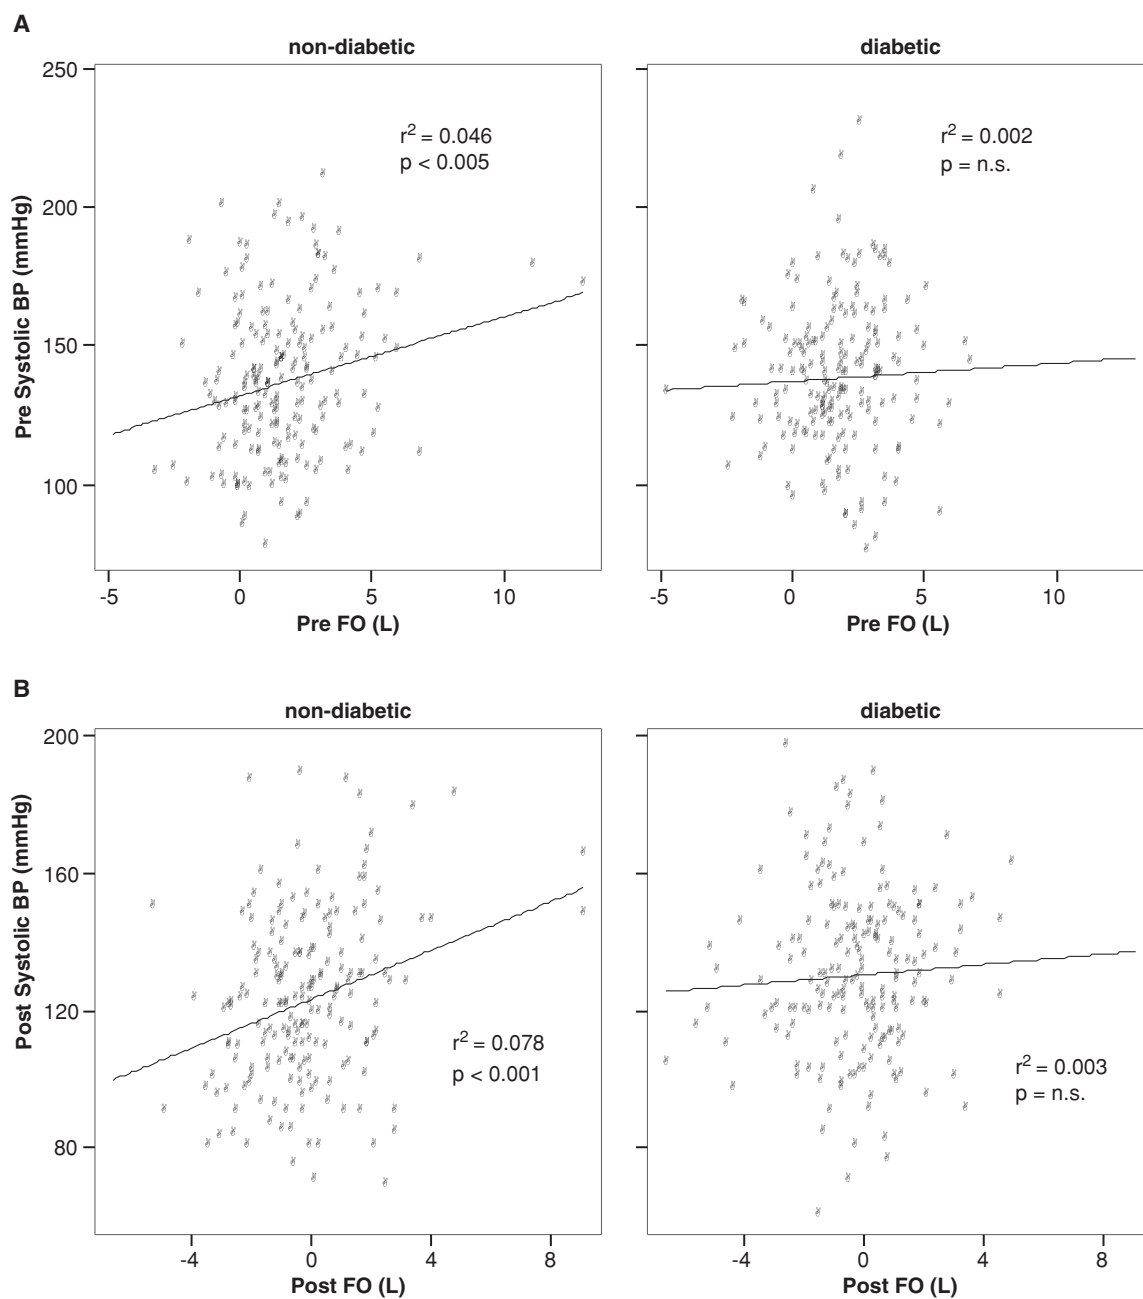 A
non-diabetic
diabetic
250
200
150
100
Pre Systolic BP (mmHg)
r² = 0.046
p < 0.005
r² = 0.002
p = n.s.
-5 0 5 10
-5 0 5 10
Pre FO (L)
Pre FO (L)
B
non-diabetic
diabetic
200
160
120
80
Post Systolic BP (mmHg)
r² = 0.078
p < 0.001
r² = 0.003
p = n.s.
-4 0 4 8
-4 0 4 8
Post FO (L)
Post FO (L)